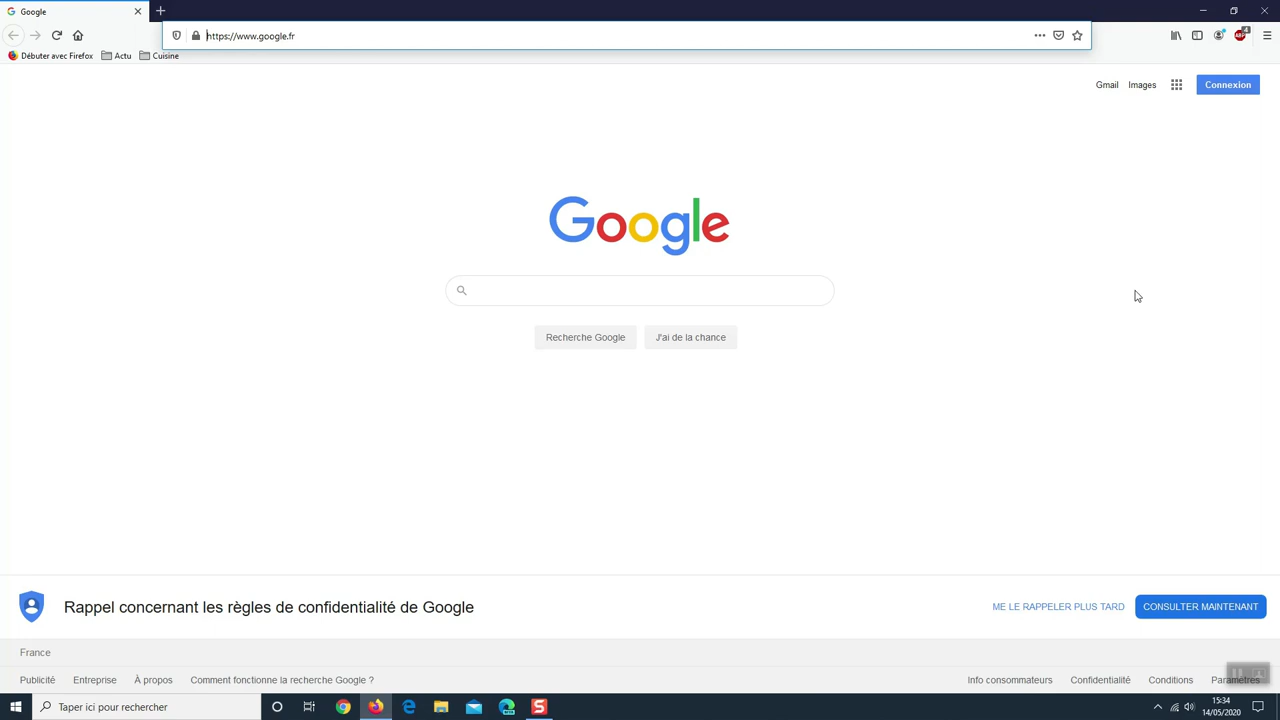 Google
https://www.google.fr
ABP
4
Débuter avec Firefox
Actu
Cuisine
Gmail
Images
Connexion
Google
Recherche Google
J'ai de la chance
Rappel concernant les règles de confidentialité de Google
ME LE RAPPELER PLUS TARD
CONSULTER MAINTENANT
France
Publicité
Entreprise
À propos
Comment fonctionne la recherche Google ?
Info consommateurs
Confidentialité
Conditions
Paramètres
Taper ici pour rechercher
15:34
14/05/2020